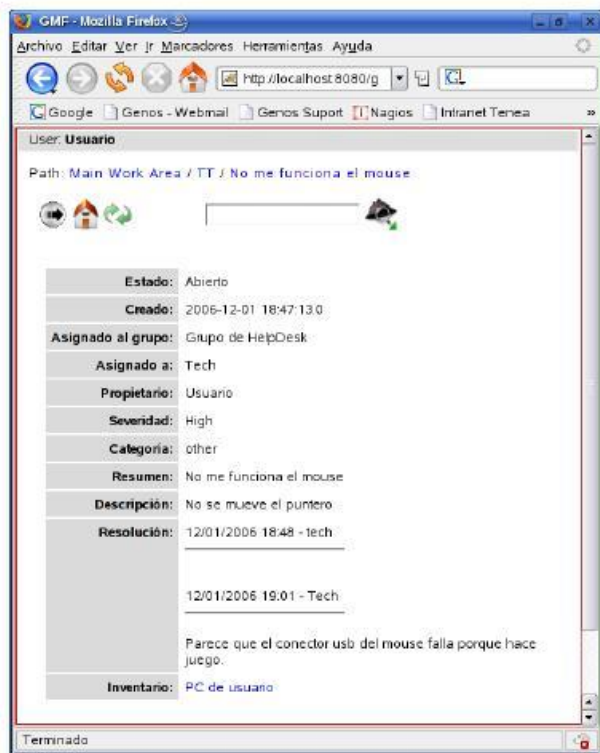 GMF - Mozilla Firefox
Archivo Editar Ver Ir Marcadores Herramientas Ayuda
http://localhost:8080/g
Google Genos - Webmail Genos Suport Nagios Intranet Tenea »
User: Usuario
Path: Main Work Area / TT / No me funciona el mouse
Estado: Abierto
Creado: 2006-12-01 18:47:13.0
Asignado al grupo: Grupo de HelpDesk
Asignado a: Tech
Propietario: Usuario
Severidad: High
Categoría: other
Resumen: No me funciona el mouse
Descripción: No se mueve el puntero
Resolución: 12/01/2006 18:48 - tech
12/01/2006 19:01 - Tech
Parece que el conector usb del mouse falla porque hace
juego.
Inventario: PC de usuario
Terminado